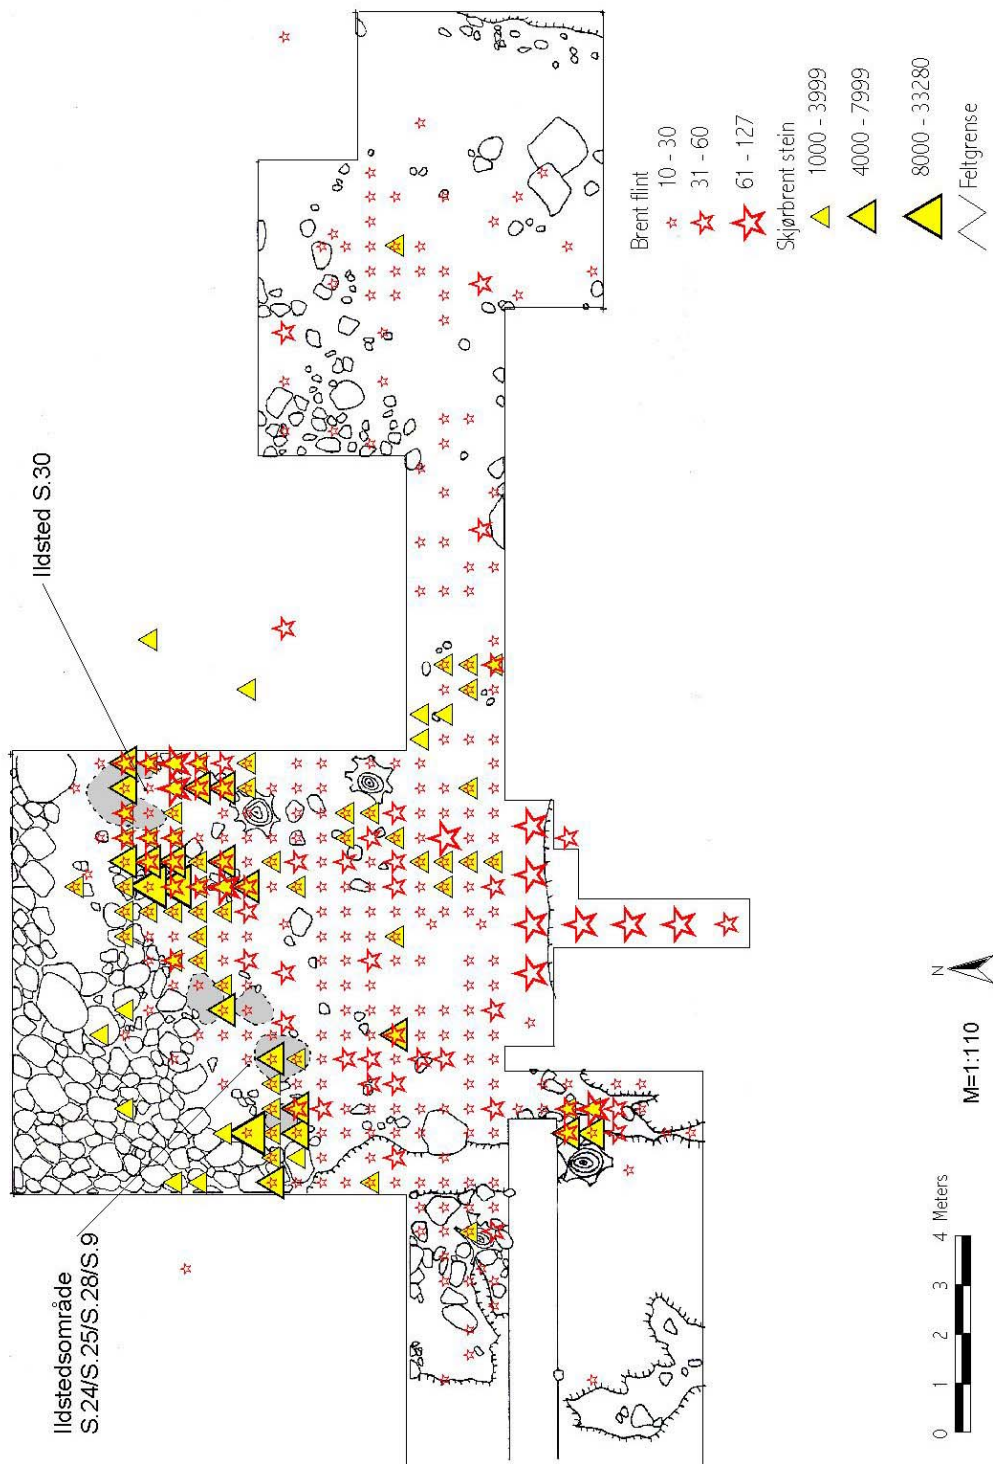 Ildsted S.30
Ildstedsområde
S.24/S.25/S.28/S.9
Brent flint
10 - 30
31 - 60
61 - 127
Skjørbrent stein
1000 - 3999
4000 - 7999
8000 - 33280
Feltgrense
N
M=1:110
0 1 2 3 4 Meters